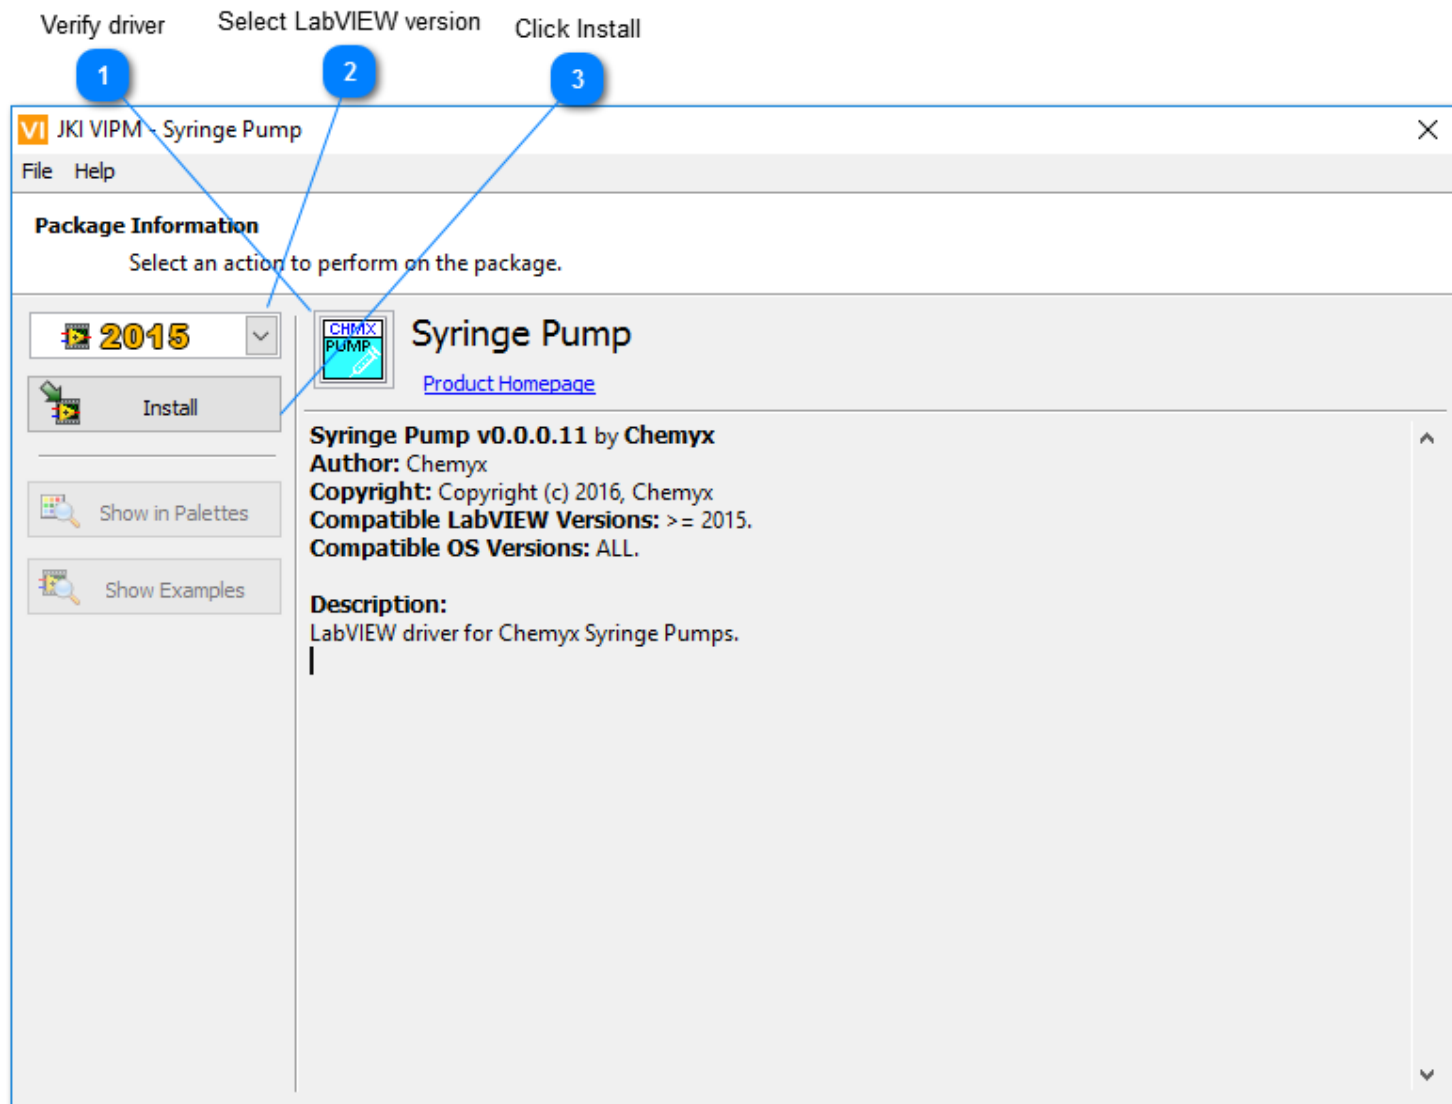 Verify driver
Select LabVIEW version
Click Install
1
2
3
VI JKI VIPM - Syringe Pump
File Help
Package Information
Select an action to perform on the package.
2015
Install
Show in Palettes
Show Examples
CHMX
PUMP
Syringe Pump
Product Homepage
Syringe Pump v0.0.0.11 by Chemyx
Author: Chemyx
Copyright: Copyright (c) 2016, Chemyx
Compatible LabVIEW Versions: >= 2015.
Compatible OS Versions: ALL.
Description:
LabVIEW driver for Chemyx Syringe Pumps.